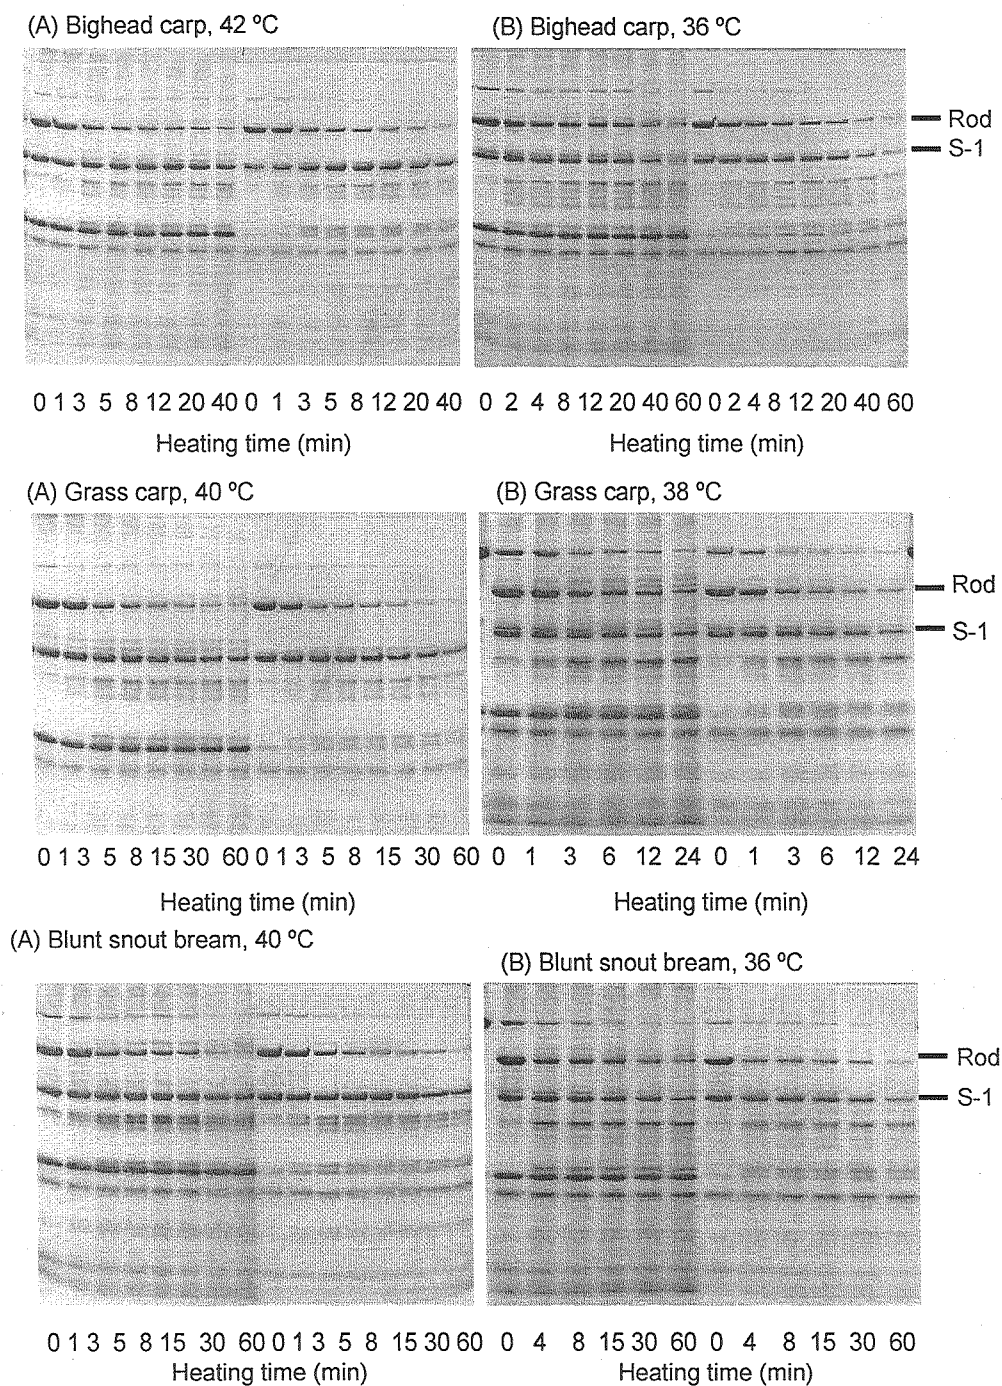 (A) Bighead carp, 42 ºC
(B) Bighead carp, 36 ºC
Rod
S-1
0 1 3 5 8 12 20 40 0 1 3 5 8 12 20 40
0 2 4 8 12 20 40 60 0 2 4 8 12 20 40 60
Heating time (min)
Heating time (min)
(A) Grass carp, 40 ºC
(B) Grass carp, 38 ºC
Rod
S-1
0 1 3 5 8 15 30 60 0 1 3 5 8 15 30 60
0 1 3 6 12 24 0 1 3 6 12 24
Heating time (min)
Heating time (min)
(A) Blunt snout bream, 40 ºC
(B) Blunt snout bream, 36 ºC
Rod
S-1
0 1 3 5 8 15 30 60 0 1 3 5 8 15 30 60
0 4 8 15 30 60 0 4 8 15 30 60
Heating time (min)
Heating time (min)